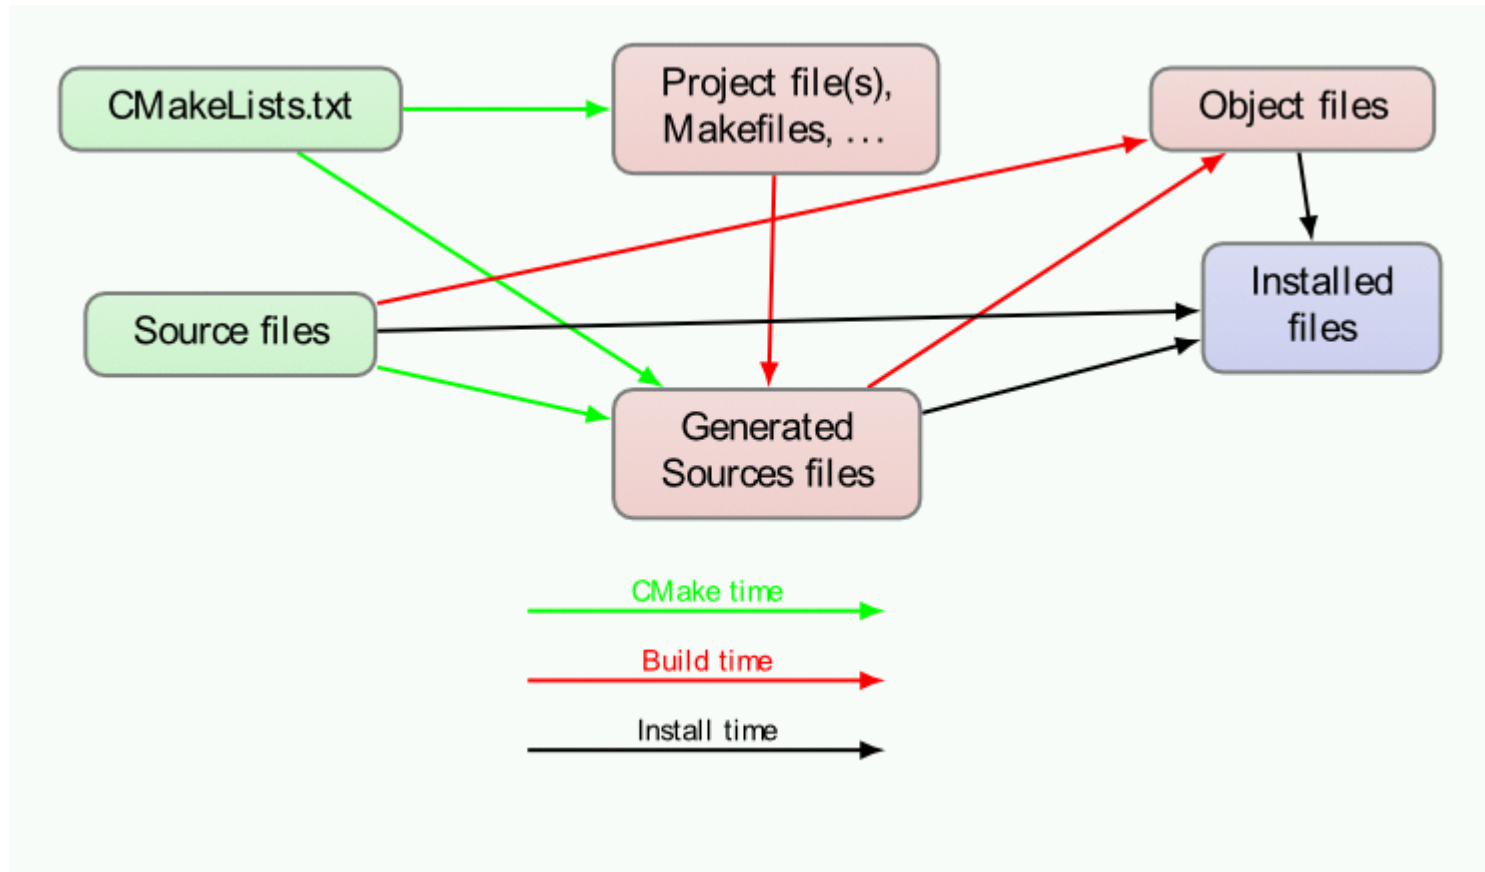 CMakeLists.txt
Project file(s),
Makefiles, ...
Object files
Source files
Installed
files
Generated
Sources files
CMake time
Build time
Install time